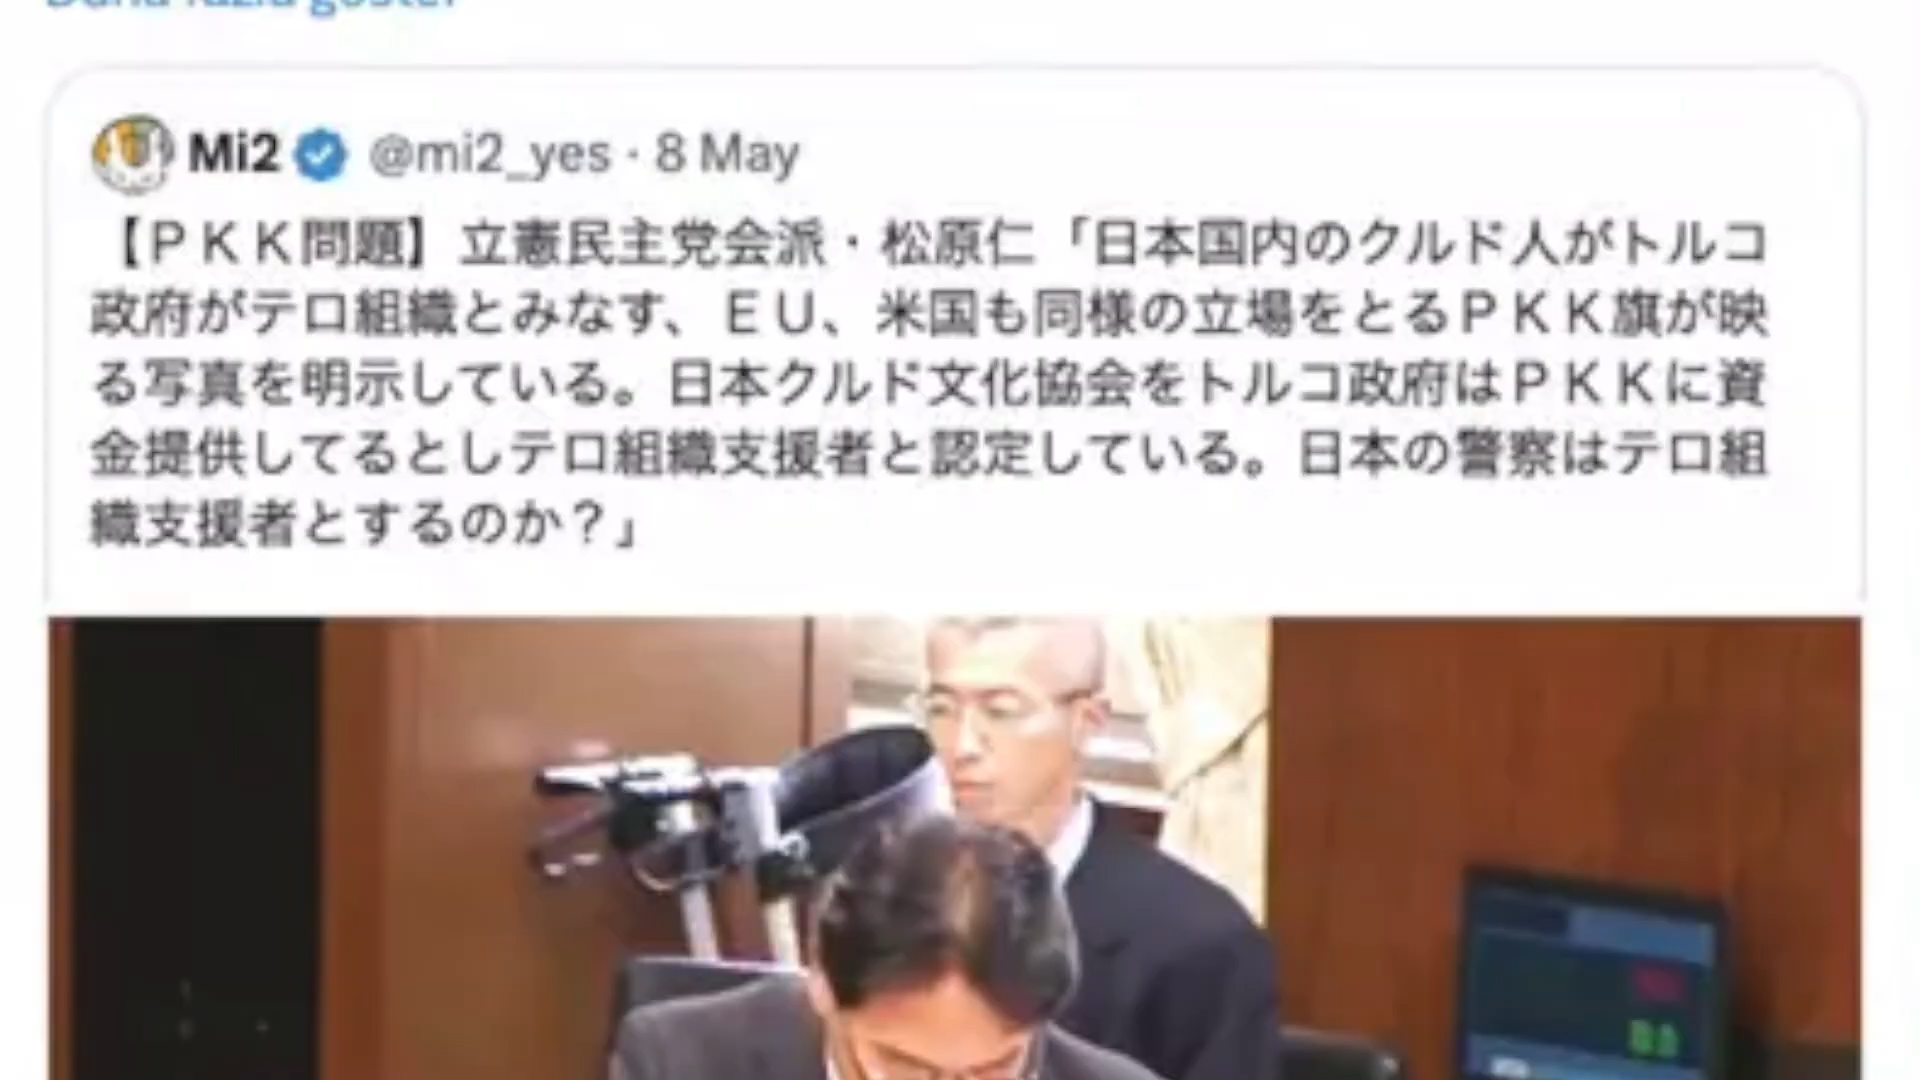 Daha fazla göster
Mi2 @mi2_yes · 8 May
【ＰＫＫ問題】立憲民主党会派・松原仁「日本国内のクルド人がトルコ
政府がテロ組織とみなす、ＥＵ、米国も同様の立場をとるＰＫＫ旗が映
る写真を明示している。日本クルド文化協会をトルコ政府はＰＫＫに資
金提供してるとしテロ組織支援者と認定している。日本の警察はテロ組
織支援者とするのか？」